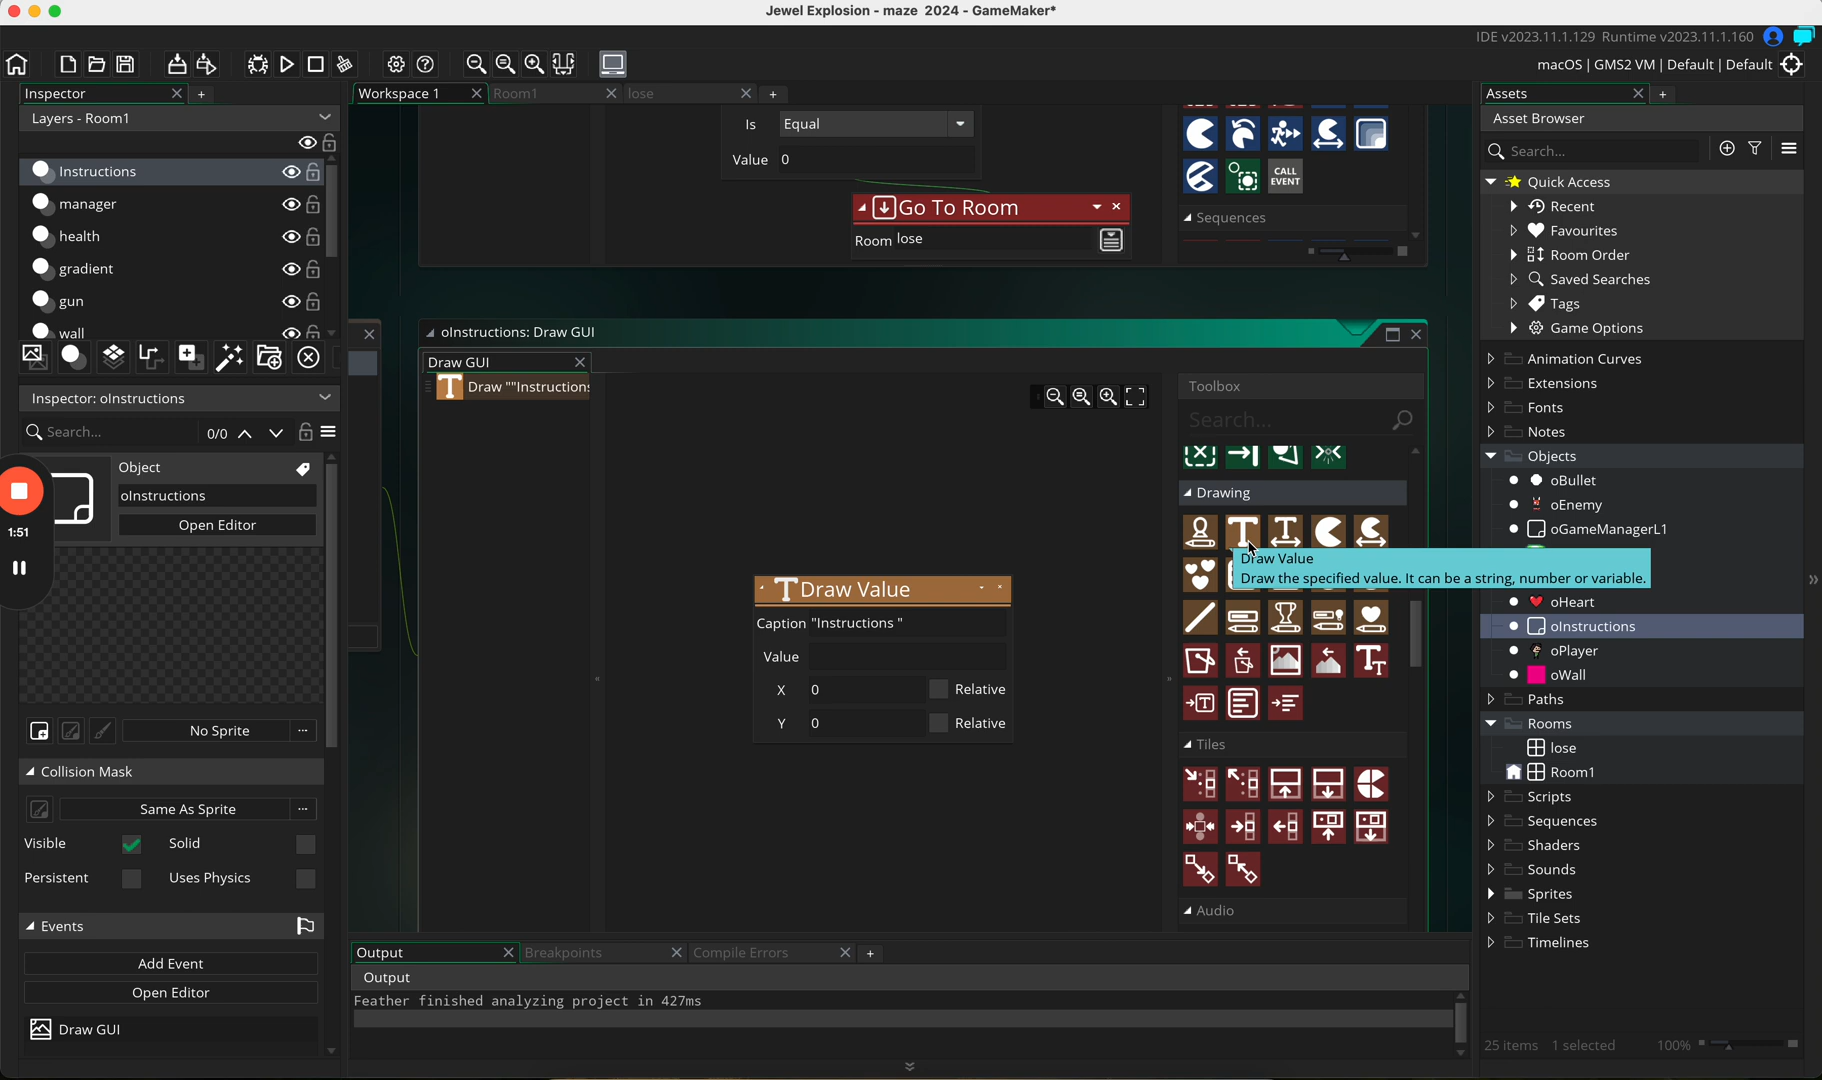 Jewel Explosion - maze 2024 - GameMaker*
IDE v2023.11.1.129 Runtime v2023.11.1.160
macOS | GMS2 VM | Default | Default
Inspector
Layers - Room1
Instructions
manager
health
gradient
gun
wall
Inspector: oInstructions
Search...
0/0
Object
oInstructions
Open Editor
1:51
No Sprite
Collision Mask
Same As Sprite
Visible
Solid
Persistent
Uses Physics
Events
Add Event
Open Editor
Draw GUI
Workspace 1
Room1
lose
Is
Equal
Value
0
Go To Room
Room
lose
CALL
EVENT
Sequences
oInstructions: Draw GUI
Draw GUI
Draw ""Instructions
Draw Value
Caption
"Instructions "
Value
X
0
Relative
Y
0
Relative
Toolbox
Search...
Drawing
Draw Value
Draw the specified value. It can be a string, number or variable.
Tiles
Audio
Output
Breakpoints
Compile Errors
Output
Feather finished analyzing project in 427ms
Assets
Asset Browser
Search...
Quick Access
Recent
Favourites
Room Order
Saved Searches
Tags
Game Options
Animation Curves
Extensions
Fonts
Notes
Objects
oBullet
oEnemy
oGameManagerL1
oHeart
oInstructions
oPlayer
oWall
Paths
Rooms
lose
Room1
Scripts
Sequences
Shaders
Sounds
Sprites
Tile Sets
Timelines
25 items
1 selected
100%